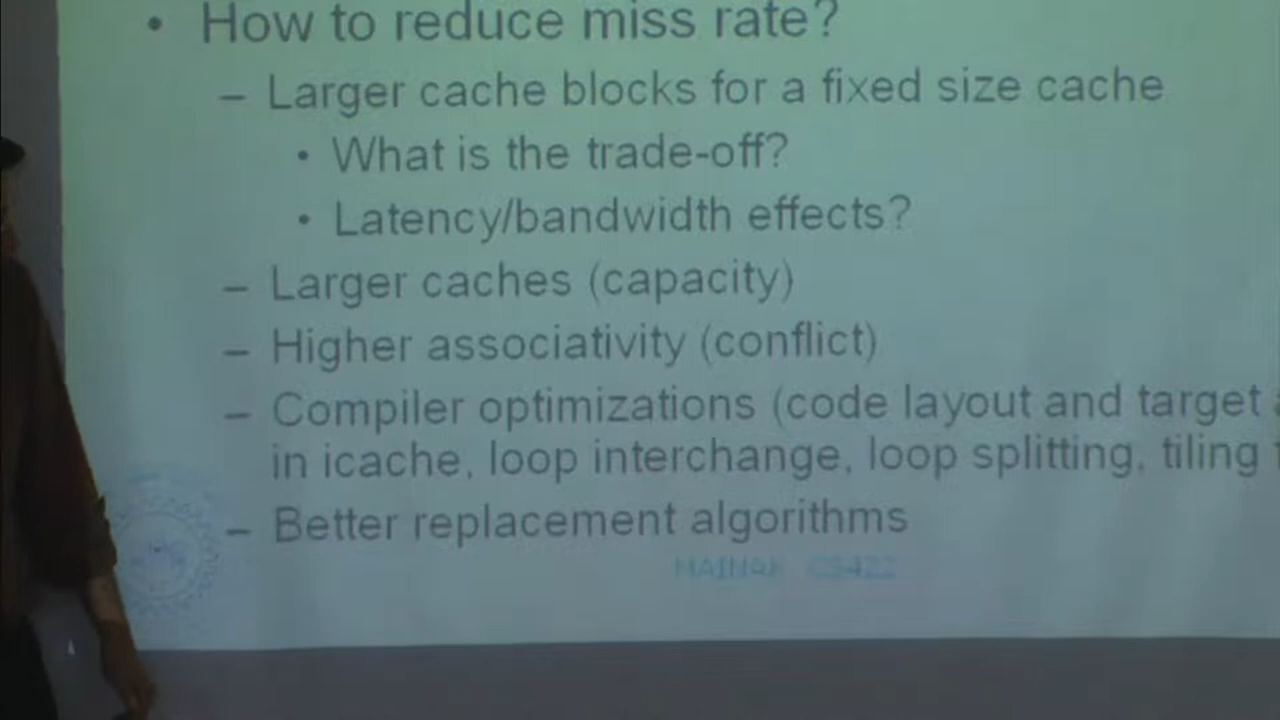 • How to reduce miss rate?
– Larger cache blocks for a fixed size cache
• What is the trade-off?
• Latency/bandwidth effects?
– Larger caches (capacity)
– Higher associativity (conflict)
– Compiler optimizations (code layout and target
in icache, loop interchange, loop splitting, tiling
– Better replacement algorithms
MAINAK CS422